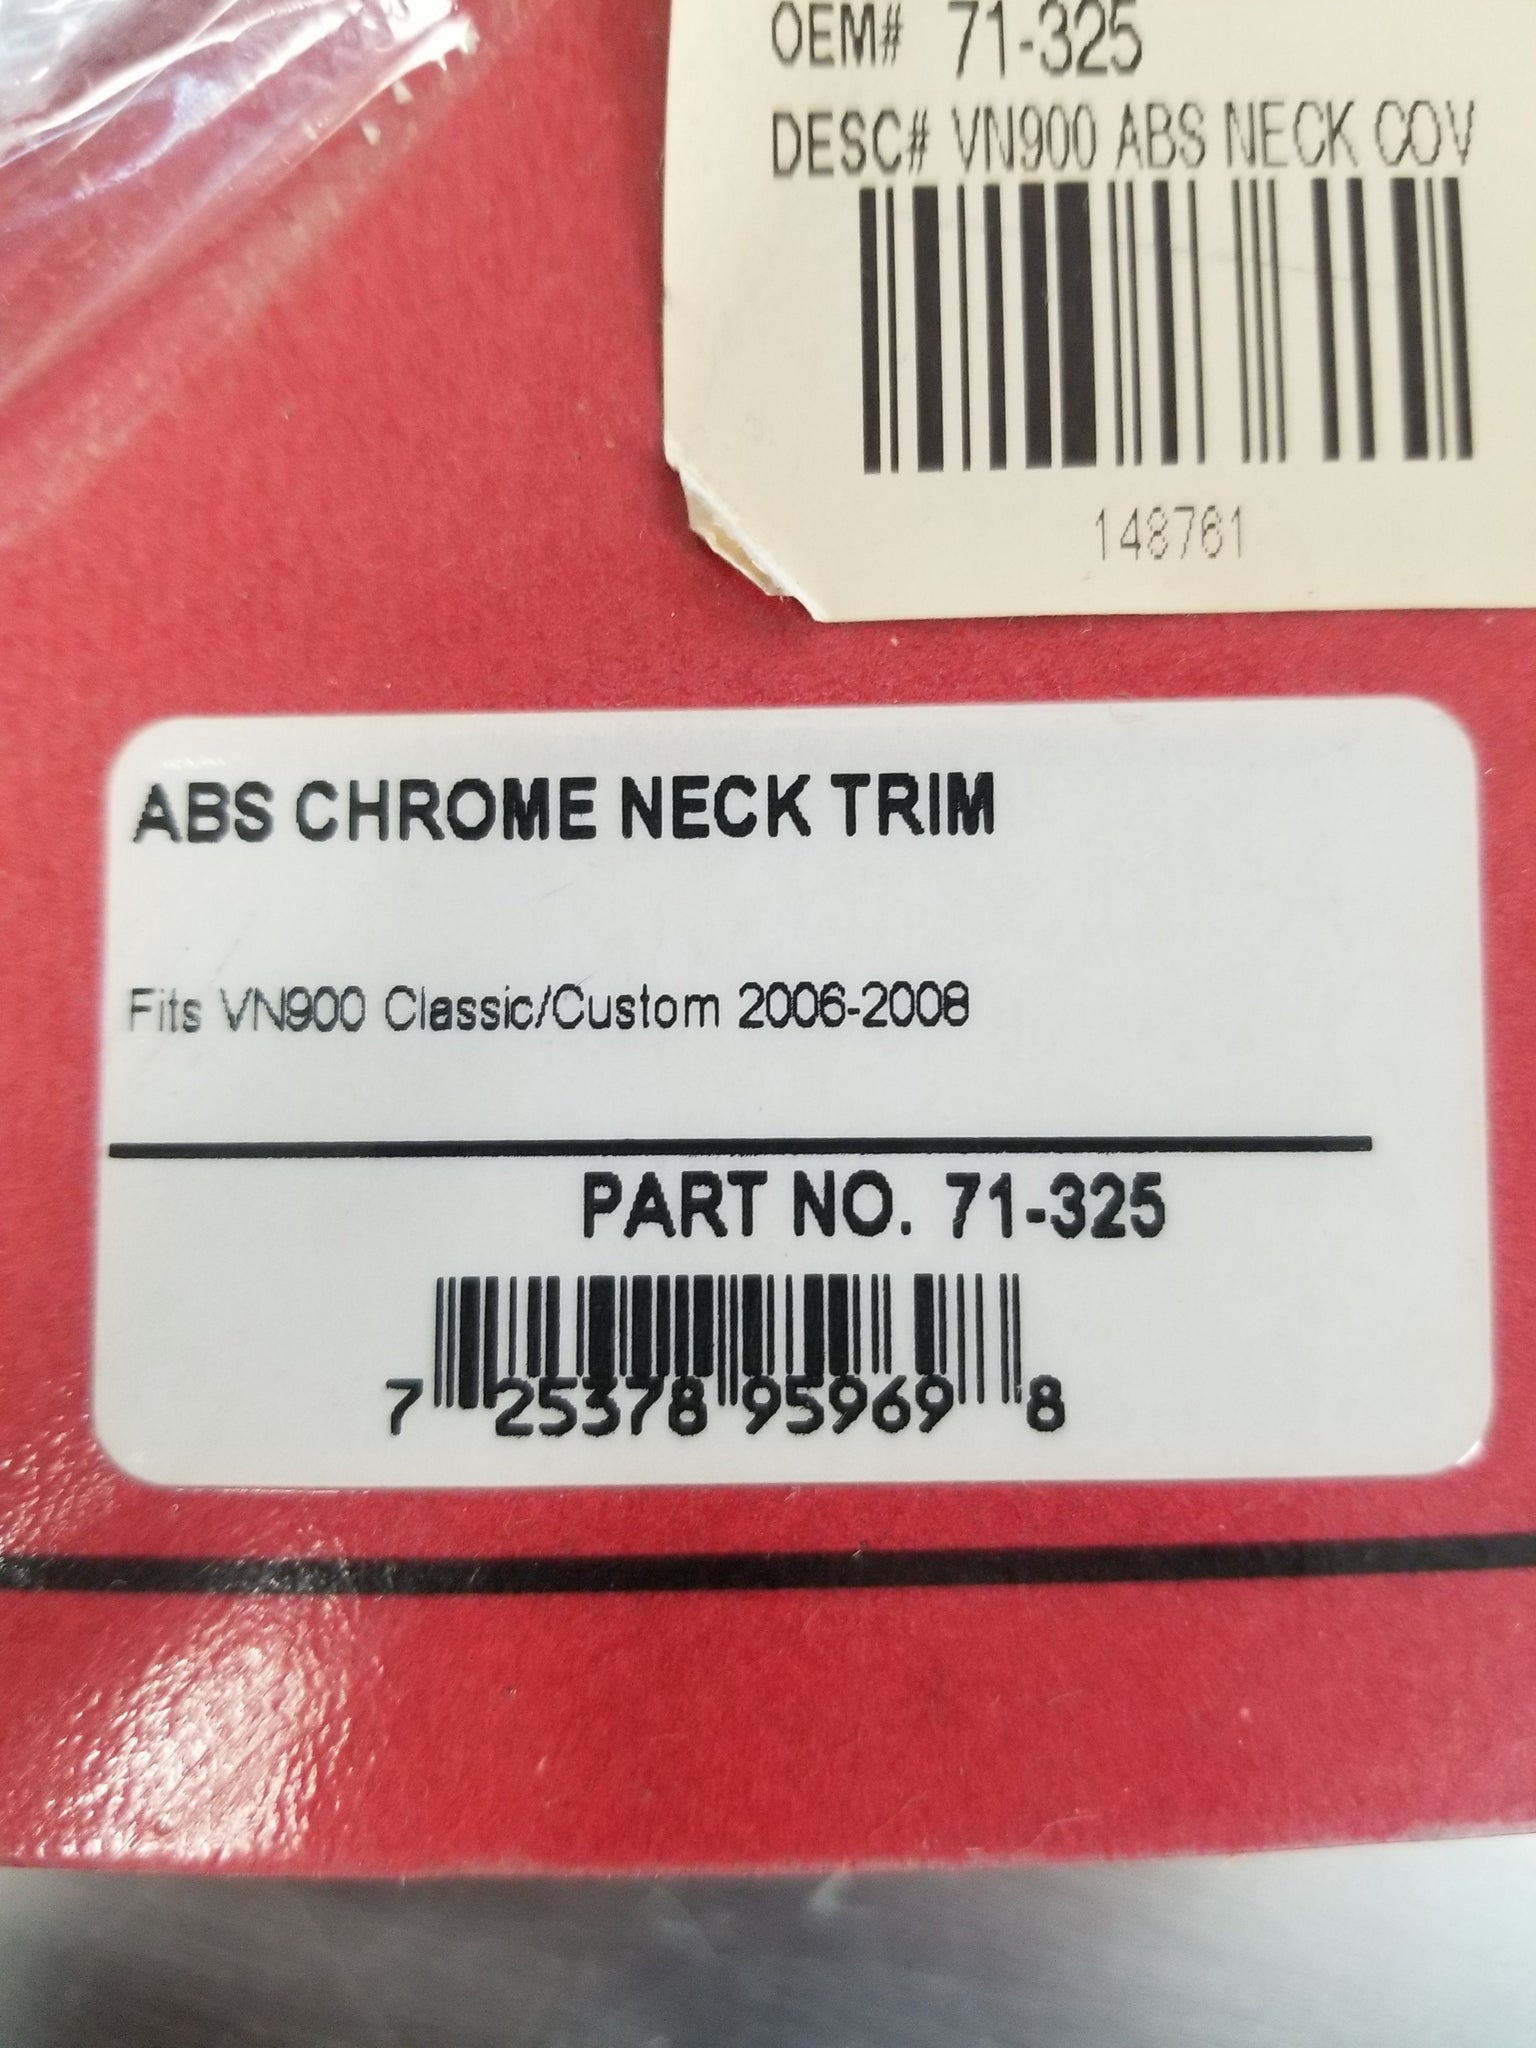 OEM# 71-325
DESC# VN900 ABS NECK COV
148761
ABS CHROME NECK TRIM
Fits VN900 Classic/Custom 2006-2008
PART NO. 71-325
7 25378 95969 8